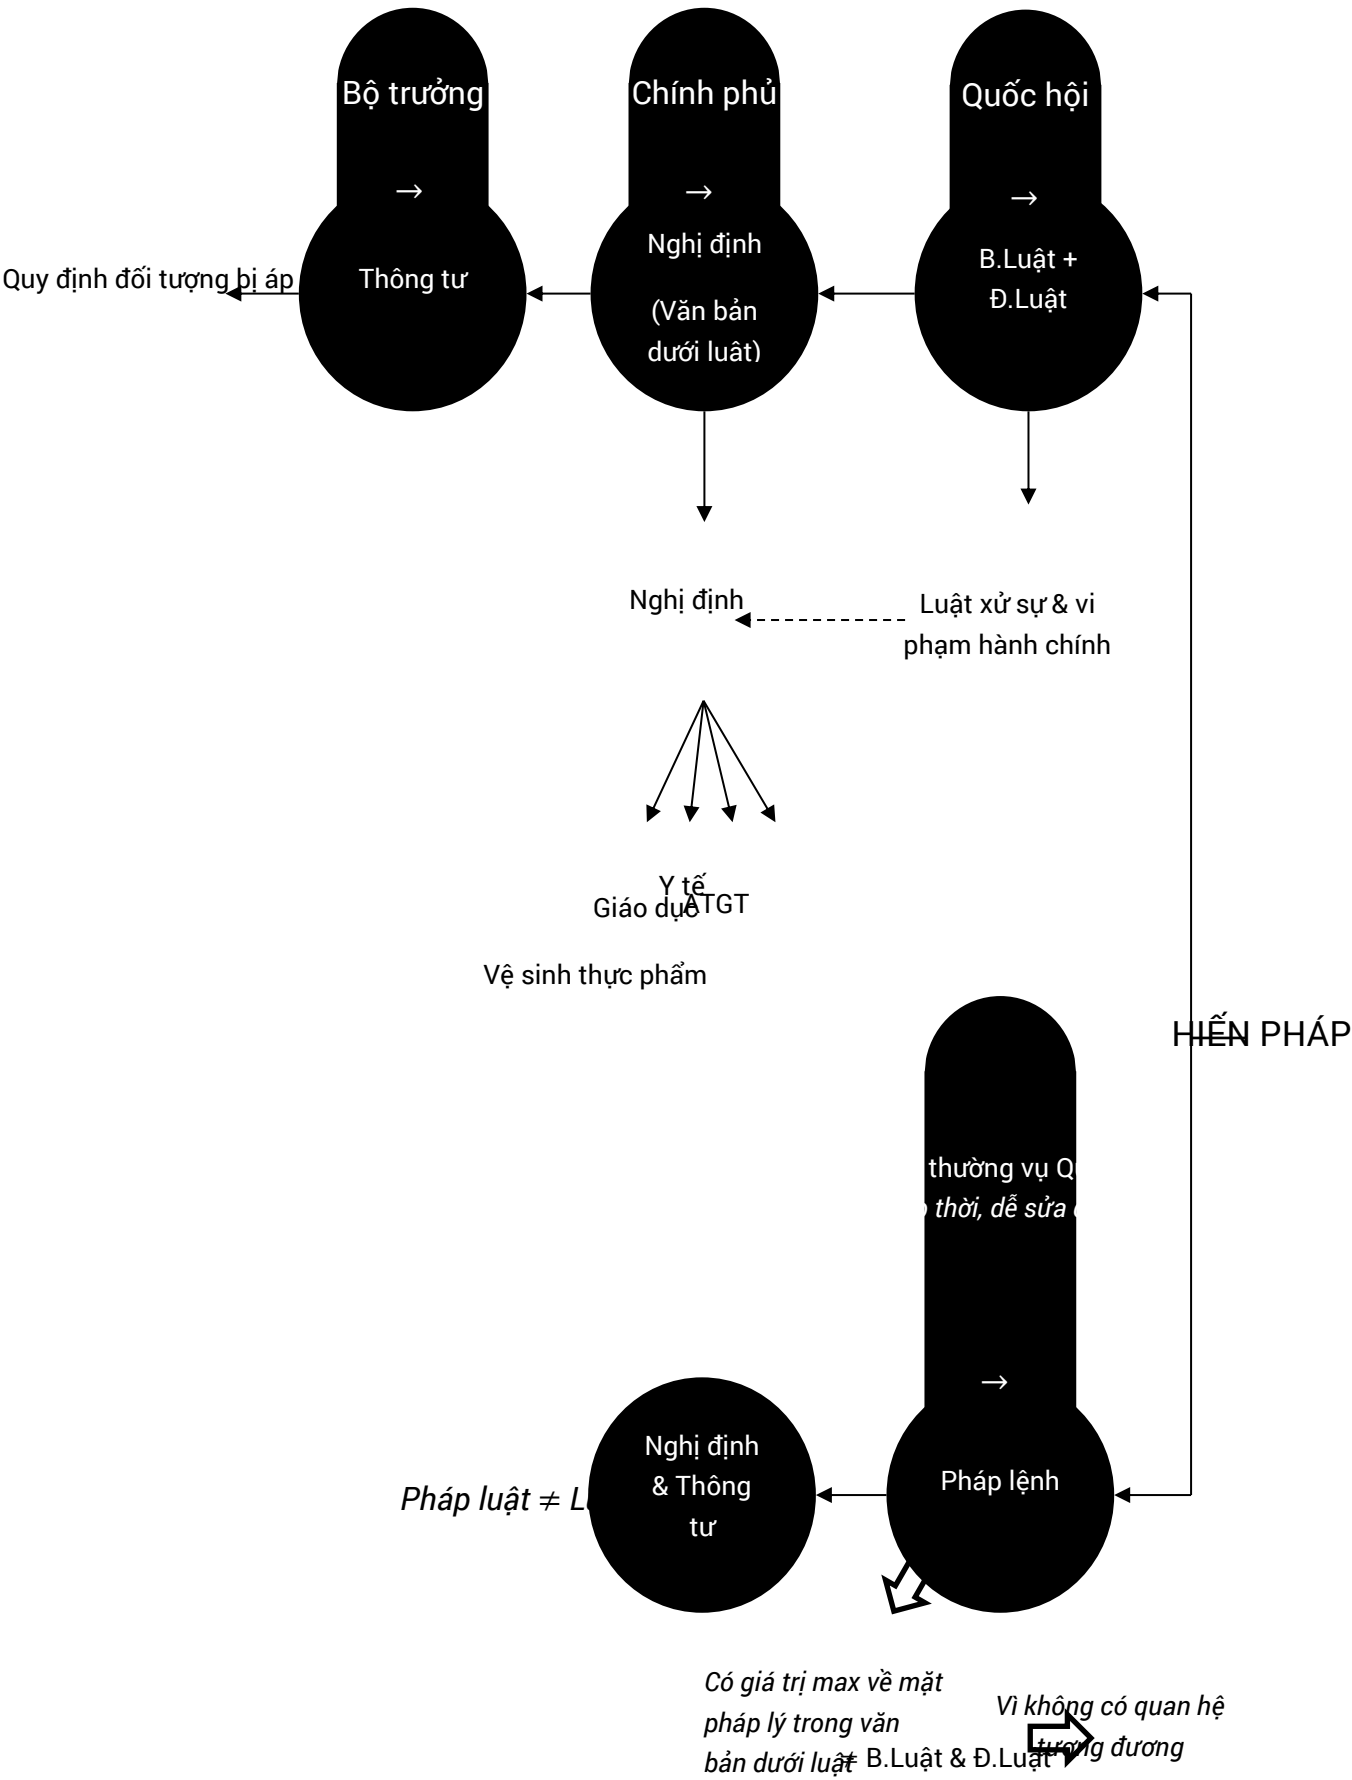 Bộ trưởng
→
Thông tư
Chính phủ
→
Nghị định
(Văn bản
dưới luật)
Quốc hội
→
B.Luật +
Đ.Luật
Quy định đối tượng bị áp
Nghị định
Luật xử sự & vi
phạm hành chính
Y tế
Giáo dục
ATGT
Vệ sinh thực phẩm
HIẾN PHÁP
thường vụ
thời, dễ sửa
→
Pháp lệnh
Nghị định
& Thông
tư
Pháp luật ≠
Có giá trị max về mặt
pháp lý trong văn
bản dưới luật
≠ B.Luật & Đ.Luật
Vì không có quan hệ
tương đương